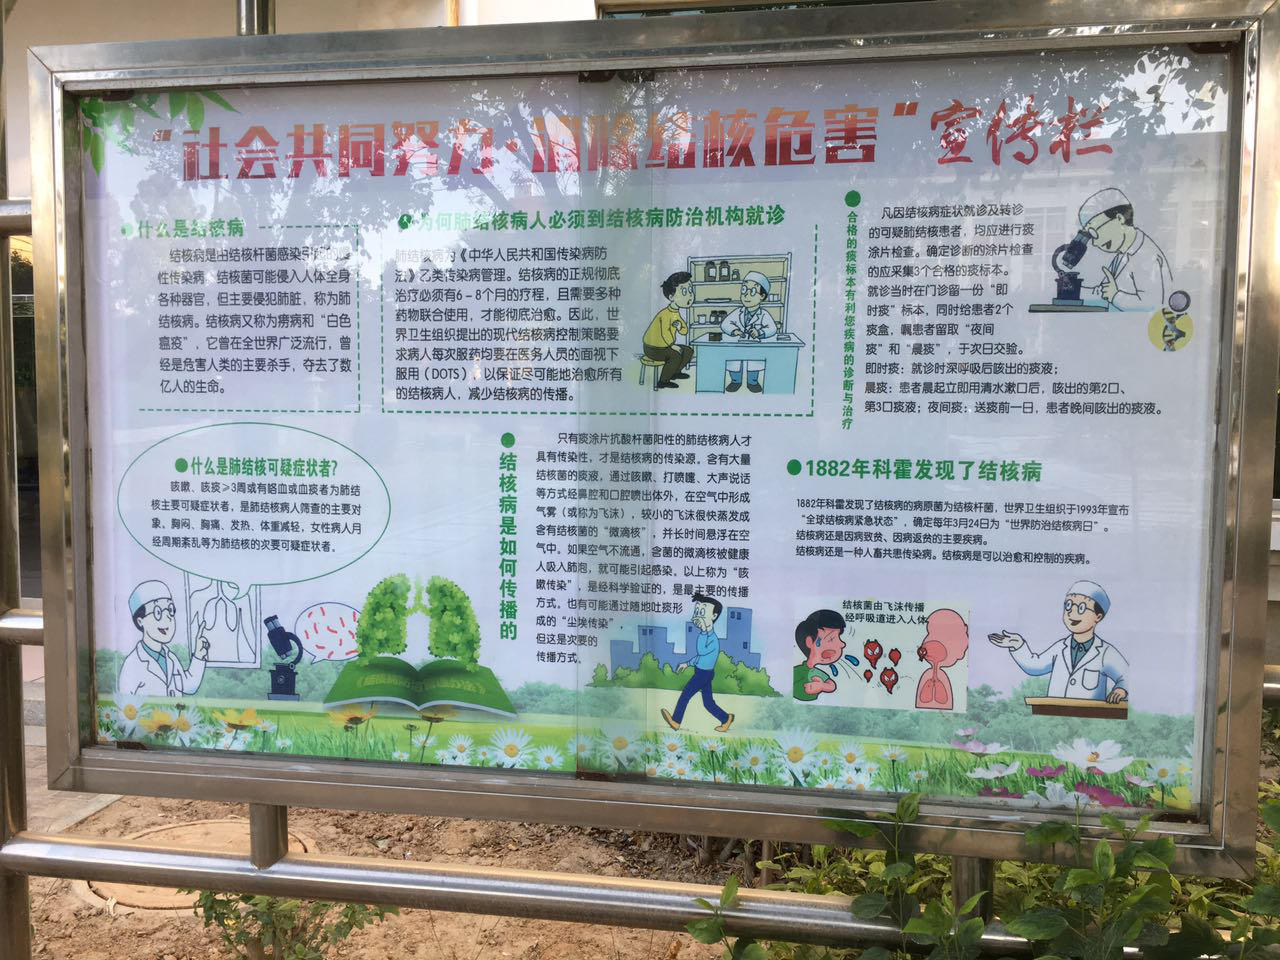 “社会共同努力·消除结核危害”宣传栏
什么是结核病
结核病是由结核杆菌感染引起的慢
性传染病。结核菌可能侵入人体全身
各种器官，但主要侵犯肺脏，称为肺
结核病。结核病又称为痨病和“白色
瘟疫”，它曾在全世界广泛流行，曾
经是危害人类的主要杀手，夺去了数
亿人的生命。
为何肺结核病人必须到结核病防治机构就诊
肺结核病为《中华人民共和国传染病防
法》乙类传染病管理。结核病的正规彻底
治疗必须有6-8个月的疗程，且需要多种
药物联合使用，才能彻底治愈。因此，世
界卫生组织提出的现代结核病控制策略要
求病人每次服药均要在医务人员的面视下
服用（DOTS），以保证尽可能地治愈所有
的结核病人，减少结核病的传播。
合格的痰标本有利您疾病的诊断与治疗
凡因结核病症状就诊及转诊
的可疑肺结核患者，均应进行痰
涂片检查。确定诊断的涂片检查
的应采集3个合格的痰标本。
就诊当时在门诊留一份“即
时痰”标本，同时给患者2个
痰盒，嘱患者留取“夜间
痰”和“晨痰”，于次日交验。
即时痰：就诊时深呼吸后咳出的痰液；
晨痰：患者晨起立即用清水漱口后，咳出的第2口、
第3口痰液；夜间痰：送痰前一日，患者晚间咳出的痰液。
什么是肺结核可疑症状者?
咳嗽、咳痰≥3周或有咯血或血痰者为肺结
核主要可疑症状者，是肺结核病人筛查的主要对
象。胸闷、胸痛、发热、体重减轻，女性病人月
经周期紊乱等为肺结核的次要可疑症状者。
结核病是如何传播的
只有痰涂片抗酸杆菌阳性的肺结核病人才
具有传染性，才是结核病的传染源。含有大量
结核菌的痰液，通过咳嗽、打喷嚏、大声说话
等方式经鼻腔和口腔喷出体外，在空气中形成
气雾（或称为飞沫），较小的飞沫很快蒸发成
含有结核菌的“微滴核”，并长时间悬浮在空
气中。如果空气不流通，含菌的微滴核被健康
人吸入肺泡，就可能引起感染。以上称为“咳
嗽传染”，是经科学验证的，是最主要的传播
方式。也有可能通过随地吐痰形
成的“尘埃传染”，
但这是次要的
传播方式。
1882年科霍发现了结核病
1882年科霍发现了结核病的病原菌为结核杆菌，世界卫生组织于1993年宣布
“全球结核病紧急状态”，确定每年3月24日为“世界防治结核病日”。
结核病还是因病致贫、因病返贫的主要疾病。
结核病还是一种人畜共患传染病。结核病是可以治愈和控制的疾病。
结核菌由飞沫传播
经呼吸道进入人体